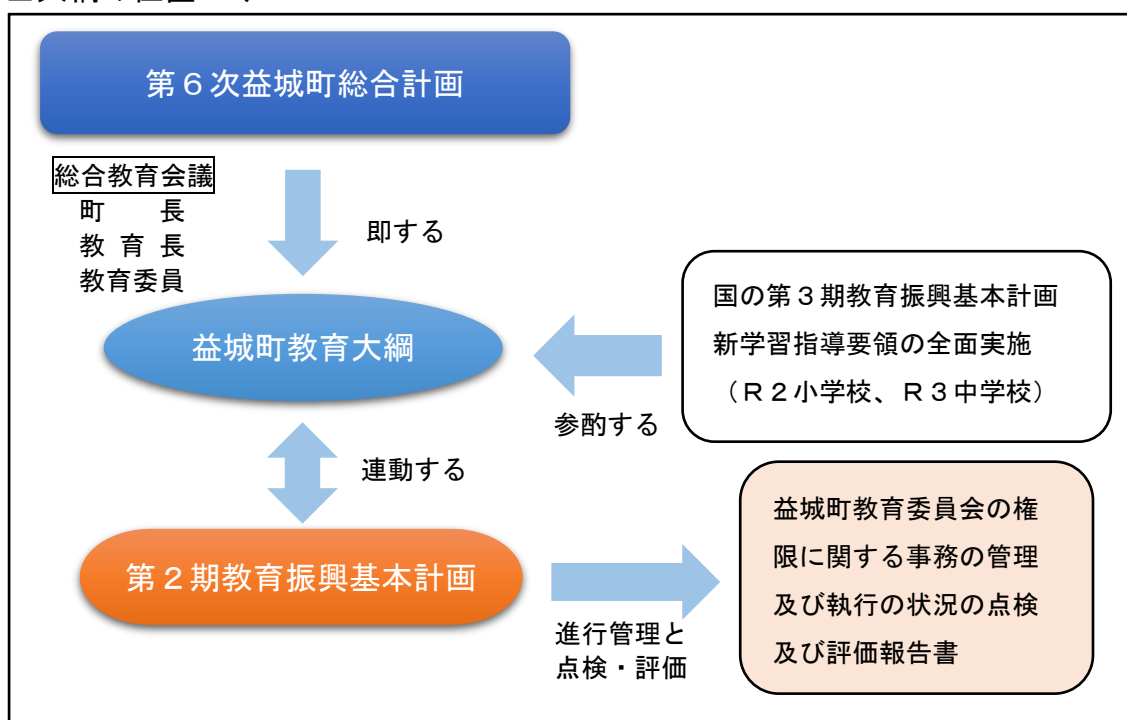 第６次益城町総合計画
総合教育会議
町　　長
教 育 長
教育委員
即する
益城町教育大綱
国の第３期教育振興基本計画
新学習指導要領の全面実施
（Ｒ２小学校、Ｒ３中学校）
参酌する
連動する
第２期教育振興基本計画
進行管理と
点検・評価
益城町教育委員会の権
限に関する事務の管理
及び執行の状況の点検
及び評価報告書